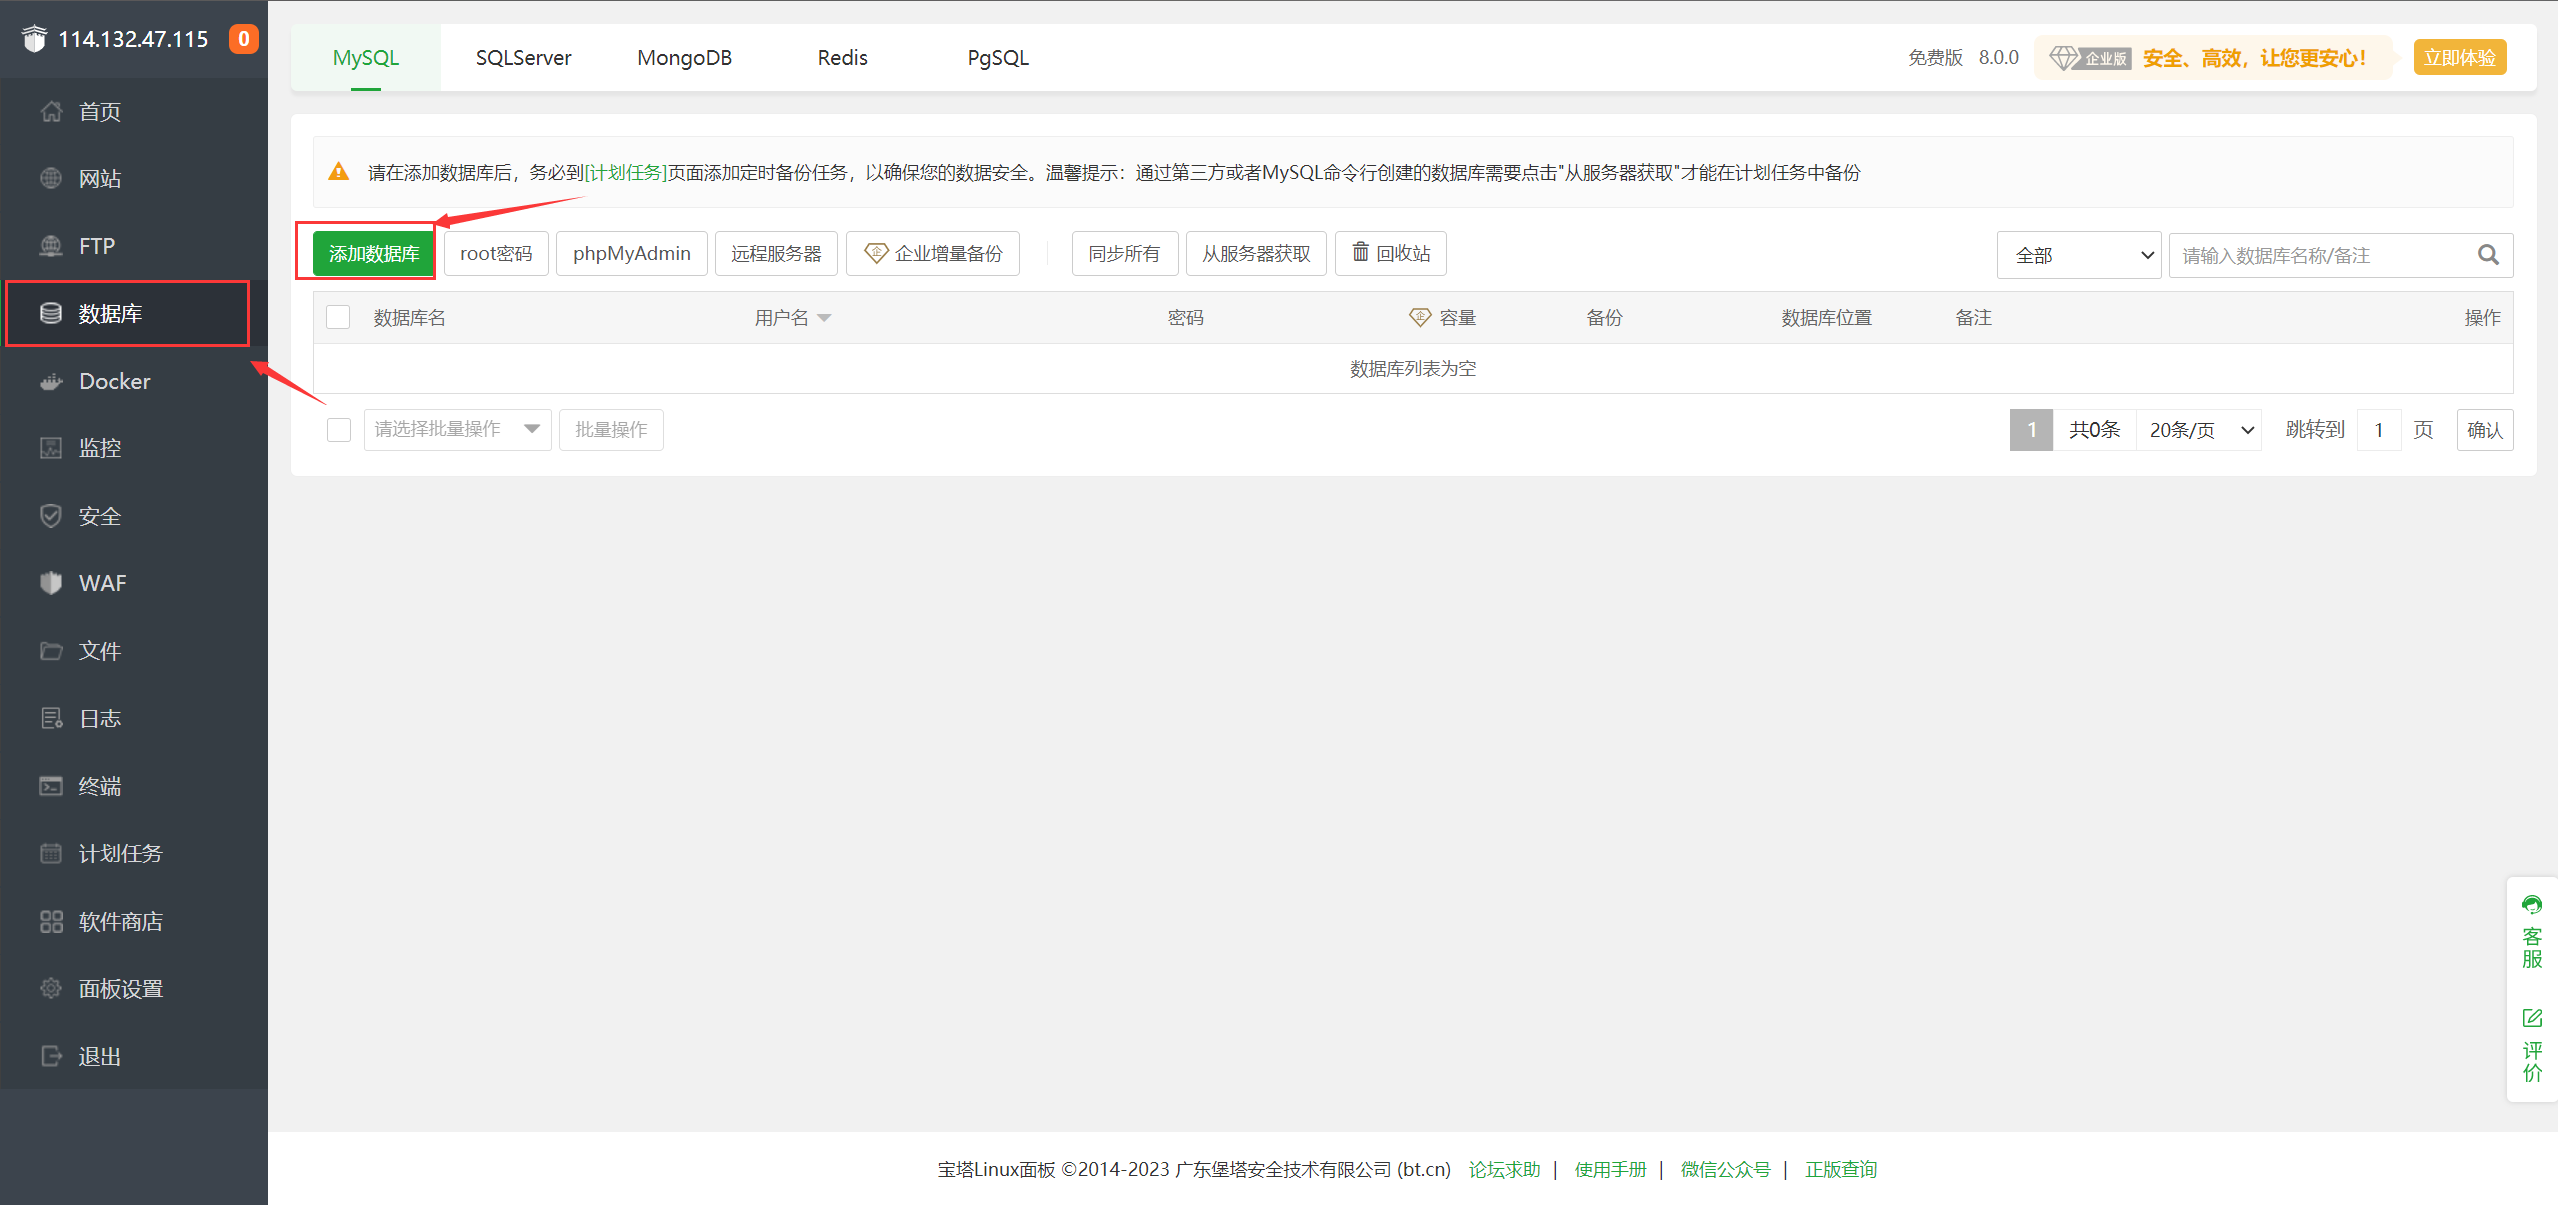 114.132.47.115 0
首页
网站
FTP
数据库
Docker
监控
安全
WAF
文件
日志
终端
计划任务
软件商店
面板设置
退出
MySQL SQLServer MongoDB Redis PgSQL 免费版 8.0.0 企业版 安全、高效，让您更安心！ 立即体验
请在添加数据库后，务必到[计划任务]页面添加定时备份任务，以确保您的数据安全。温馨提示：通过第三方或者MySQL命令行创建的数据库需要点击"从服务器获取"才能在计划任务中备份
添加数据库 root密码 phpMyAdmin 远程服务器 企 企业增量备份 同步所有 从服务器获取 回收站 全部 请输入数据库名称/备注
数据库名 用户名 密码 企 容量 备份 数据库位置 备注 操作
数据库列表为空
请选择批量操作 批量操作 1 共0条 20条/页 跳转到 1 页 确认
客服
评价
宝塔Linux面板 ©2014-2023 广东堡塔安全技术有限公司 (bt.cn) 论坛求助 | 使用手册 | 微信公众号 | 正版查询